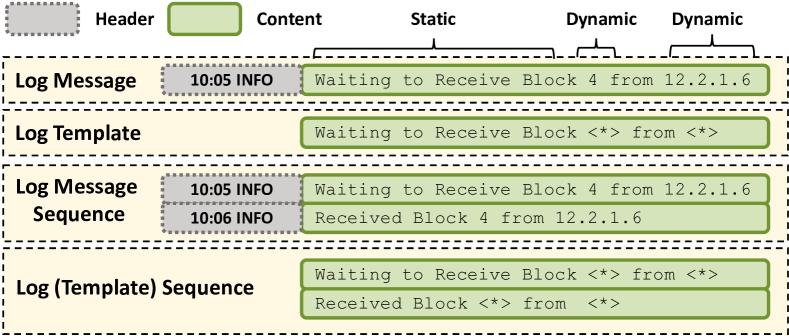 Header Content Static Dynamic Dynamic
Log Message 10:05 INFO Waiting to Receive Block 4 from 12.2.1.6
Log Template Waiting to Receive Block <*> from <*>
Log Message Sequence
10:05 INFO Waiting to Receive Block 4 from 12.2.1.6
10:06 INFO Received Block 4 from 12.2.1.6
Log (Template) Sequence
Waiting to Receive Block <*> from <*>
Received Block <*> from <*>